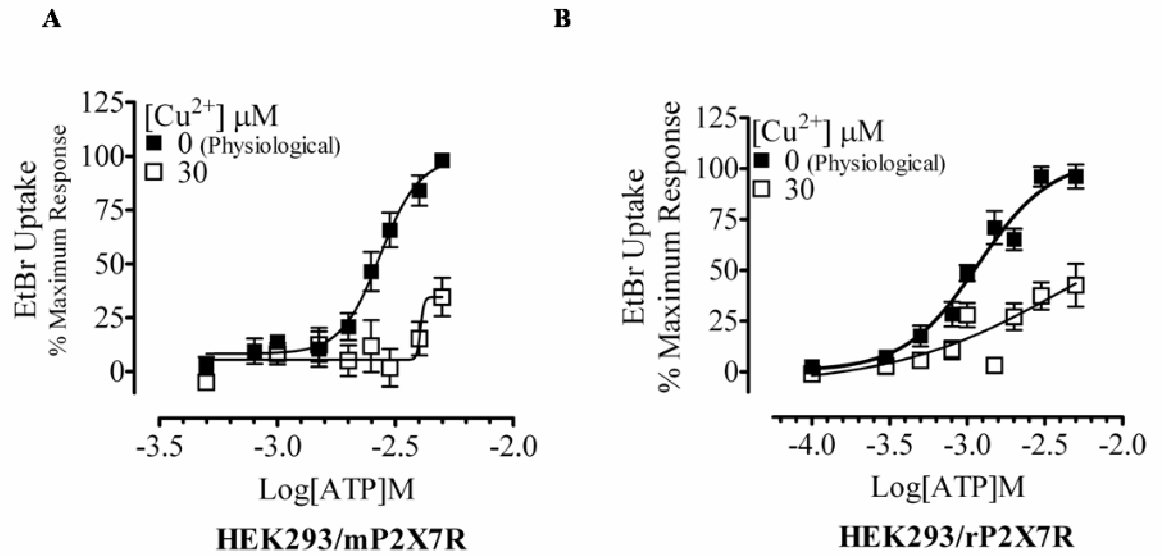 A
B
125
100
75
50
25
0
EtBr Uptake
% Maximum Response
[Cu2+] µM
0 (Physiological)
30
-3.5 -3.0 -2.5 -2.0
Log[ATP]M
HEK293/mP2X7R
125
100
75
50
25
0
EtBr Uptake
% Maximum Response
[Cu2+] µM
0 (Physiological)
30
-4.0 -3.5 -3.0 -2.5 -2.0
Log[ATP]M
HEK293/rP2X7R